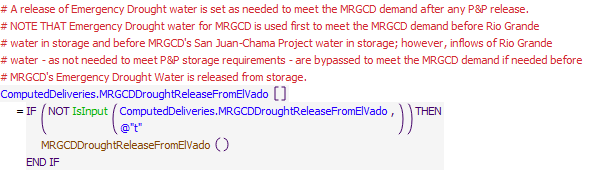 # A release of Emergency Drought water is set as needed to meet the MRGCD demand after any P&P release.
# NOTE THAT Emergency Drought water for MRGCD is used first to meet the MRGCD demand before Rio Grande
# water in storage and before MRGCD's San Juan-Chama Project water in storage; however, inflows of Rio Grande
# water - as not needed to meet P&P storage requirements - are bypassed to meet the MRGCD demand if needed before
# MRGCD's Emergency Drought Water is released from storage.
ComputedDeliveries.MRGCDDroughtReleaseFromElVado []
= IF ( NOT IsInput ( ComputedDeliveries.MRGCDDroughtReleaseFromElVado , ) ) THEN
@"t"
MRGCDDroughtReleaseFromElVado ()
END IF